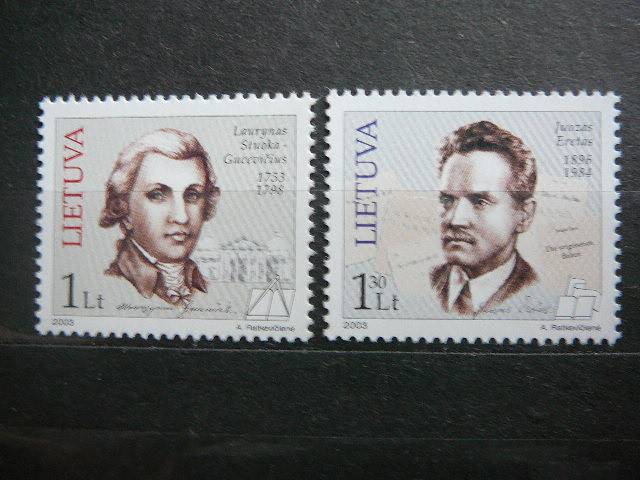 LIETUVA
Laurynas
Stuoka -
Gucevičius
1753
1798
1 Lt
2003
A. Ratkevičienė
LIETUVA
Juozas
Eretas
1896
1984
1 30 Lt
2003
A. Ratkevičienė